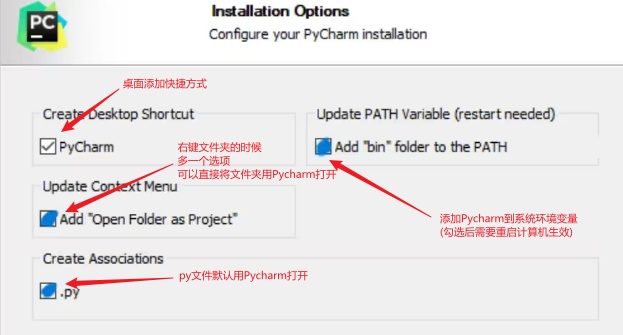 PC
Installation Options
Configure your PyCharm installation
桌面添加快捷方式
Create Desktop Shortcut
Update PATH Variable (restart needed)
PyCharm
Add "bin" folder to the PATH
右键文件夹的时候
多一个选项
可以直接将文件夹用Pycharm打开
Update Context Menu
Add "Open Folder as Project"
添加Pycharm到系统环境变量
(勾选后需要重启计算机生效)
Create Associations
py文件默认用Pycharm打开
.py